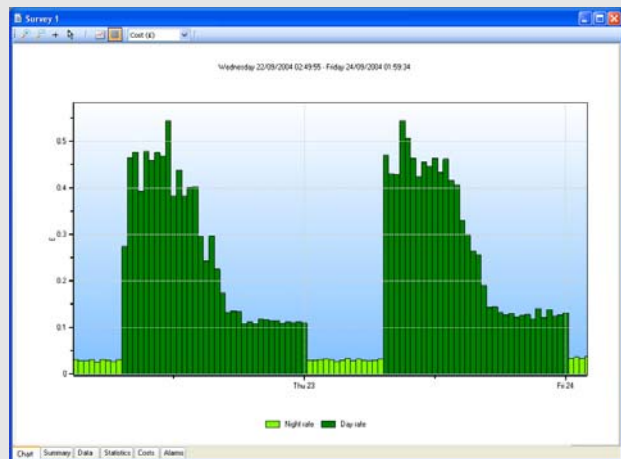 Survey 1
Cost (£)
Wednesday 22/09/2004 02:49:55 - Friday 24/09/2004 01:59:34
0.5
0.4
£
0.3
0.2
0.1
0
Thu 23
Fri 24
Night rate
Day rate
Chart Summary Data Statistics Costs Alarms